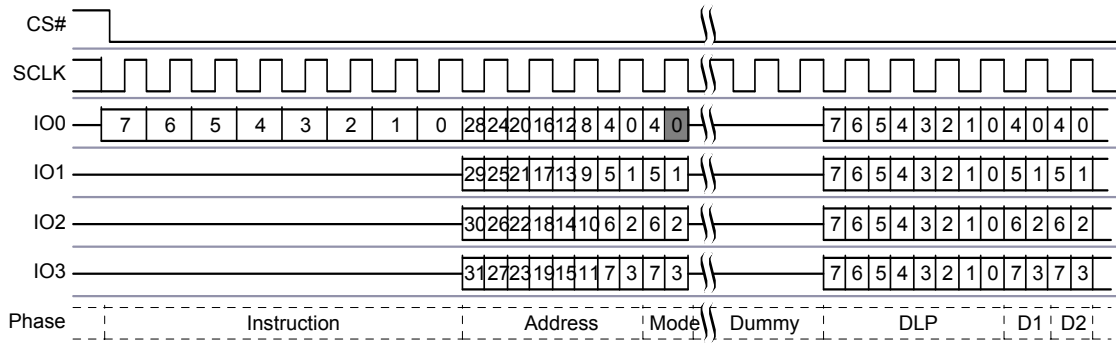 CS#
SCLK
IO0 7 6 5 4 3 2 1 0 28 24 20 16 12 8 4 0 4 0 7 6 5 4 3 2 1 0 4 0 4 0
IO1 29 25 21 17 13 9 5 1 5 1 7 6 5 4 3 2 1 0 5 1 5 1
IO2 30 26 22 18 14 10 6 2 6 2 7 6 5 4 3 2 1 0 6 2 6 2
IO3 31 27 23 19 15 11 7 3 7 3 7 6 5 4 3 2 1 0 7 3 7 3
Phase Instruction Address Mode Dummy DLP D1 D2